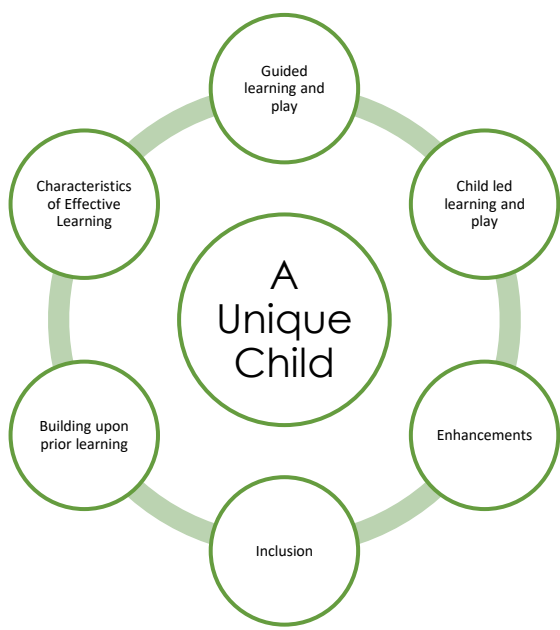 Guided
learning and
play
Child led
learning and
play
Enhancements
Inclusion
Building upon
prior learning
Characteristics
of Effective
Learning
A
Unique
Child